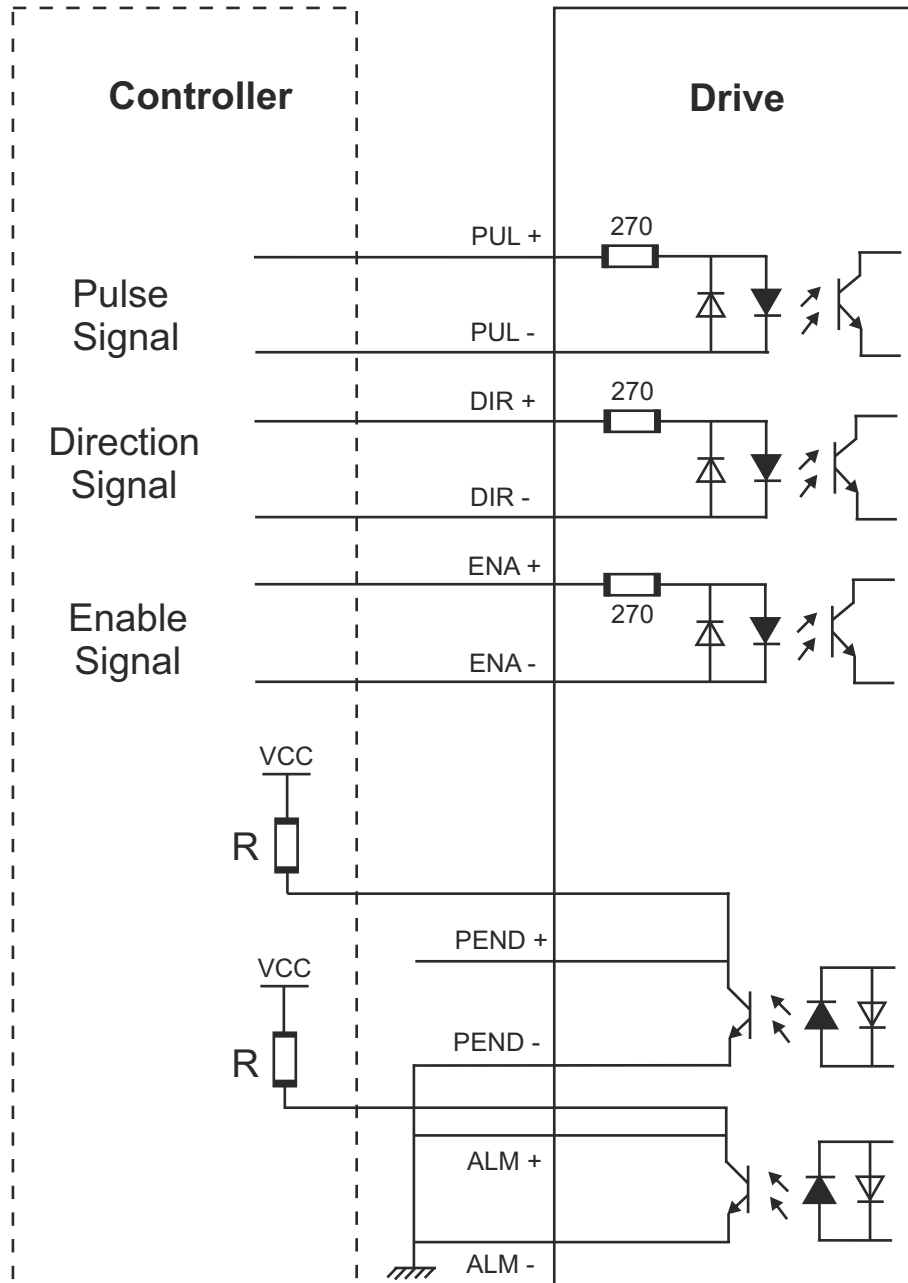 Controller
Drive
270
PUL +
Pulse
Signal
PUL -
270
DIR +
Direction
Signal
DIR -
ENA +
270
Enable
Signal
ENA -
VCC
R
PEND +
VCC
PEND -
R
ALM +
ALM -